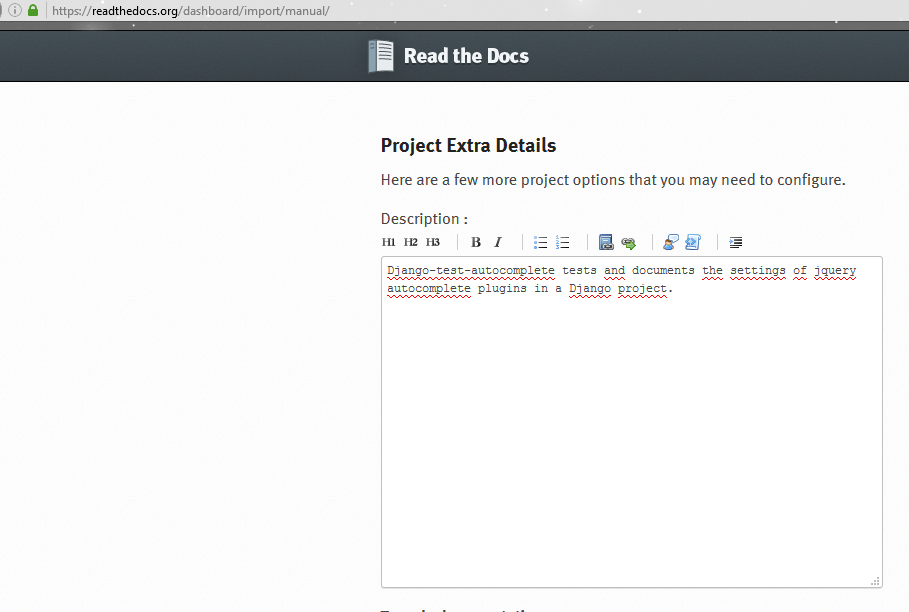 https://readthedocs.org/dashboard/import/manual/
Read the Docs
Project Extra Details
Here are a few more project options that you may need to configure.
Description :
H1 H2 H3 B I
Django-test-autocomplete tests and documents the settings of jquery
autocomplete plugins in a Django project.